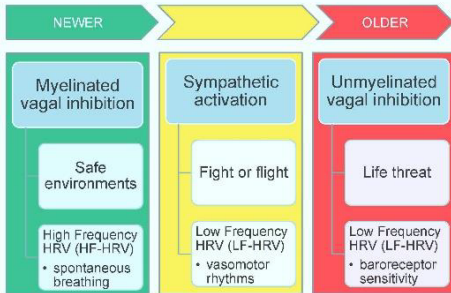 NEWER
OLDER
Myelinated
vagal inhibition
Safe
environments
High Frequency
HRV (HF-HRV)
• spontaneous
breathing
Sympathetic
activation
Fight or flight
Low Frequency
HRV (LF-HRV)
• vasomotor
rhythms
Unmyelinated
vagal inhibition
Life threat
Low Frequency
HRV (LF-HRV)
• baroreceptor
sensitivity